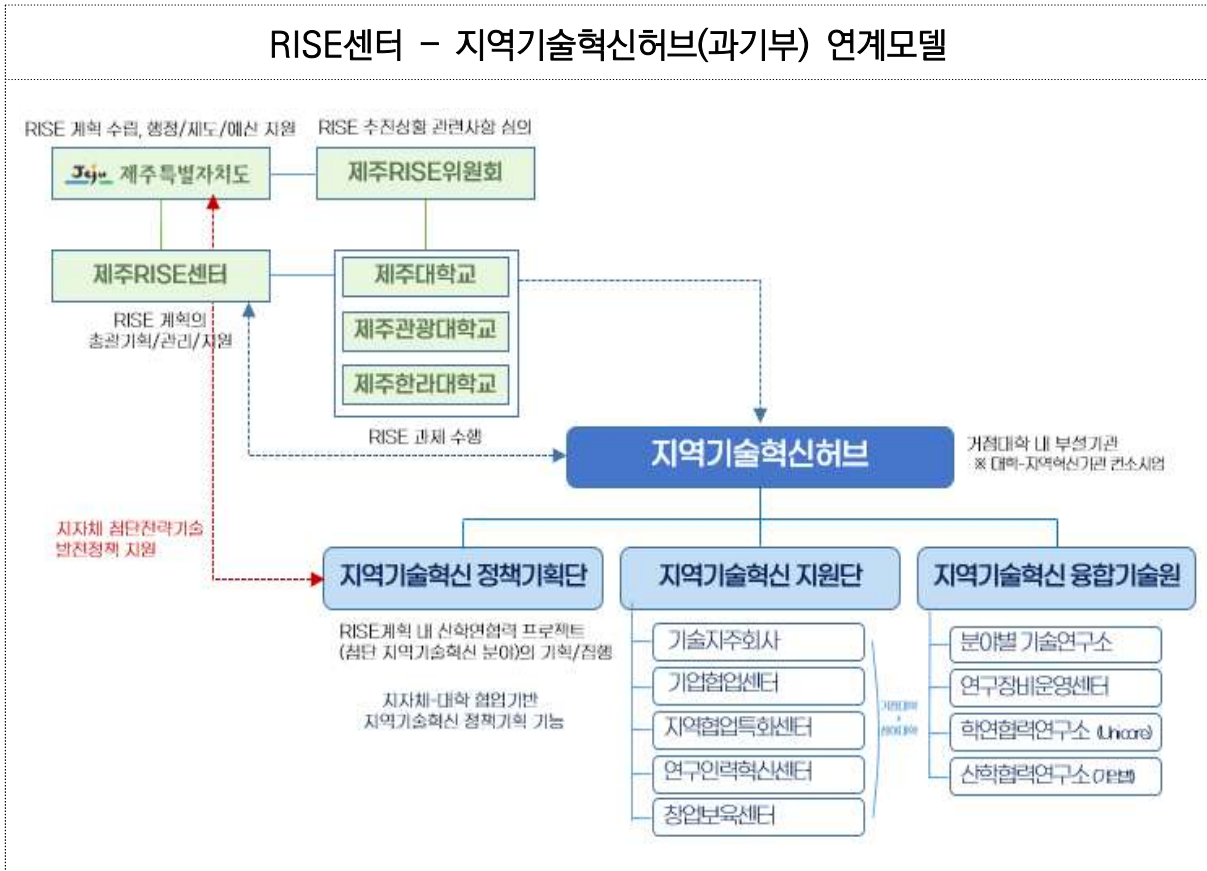 RISE센터 - 지역기술혁신허브(과기부) 연계모델
RISE 계획 수립, 행정/제도/예산 지원
RISE 추진상황 관련사항 심의
Jeju 제주특별자치도
제주RISE위원회
제주RISE센터
제주대학교
제주관광대학교
제주한라대학교
RISE 계획의
총괄기획/관리/지원
RISE 과제 수행
지역기술혁신허브
거점대학 내 부설기관
※ 대학-지역혁신기관 컨소시엄
지자체 첨단전략기술
발전정책 지원
지역기술혁신 정책기획단
지역기술혁신 지원단
지역기술혁신 융합기술원
RISE계획 내 산학연협력 프로젝트
(첨단 지역기술혁신 분야)의 기획/집행
지자체-대학 협업기반
지역기술혁신 정책기획 기능
기술지주회사
기업협업센터
지역협업특화센터
연구인력혁신센터
창업보육센터
분야별 기술연구소
연구장비운영센터
학연협력연구소 (Unicore)
산학협력연구소